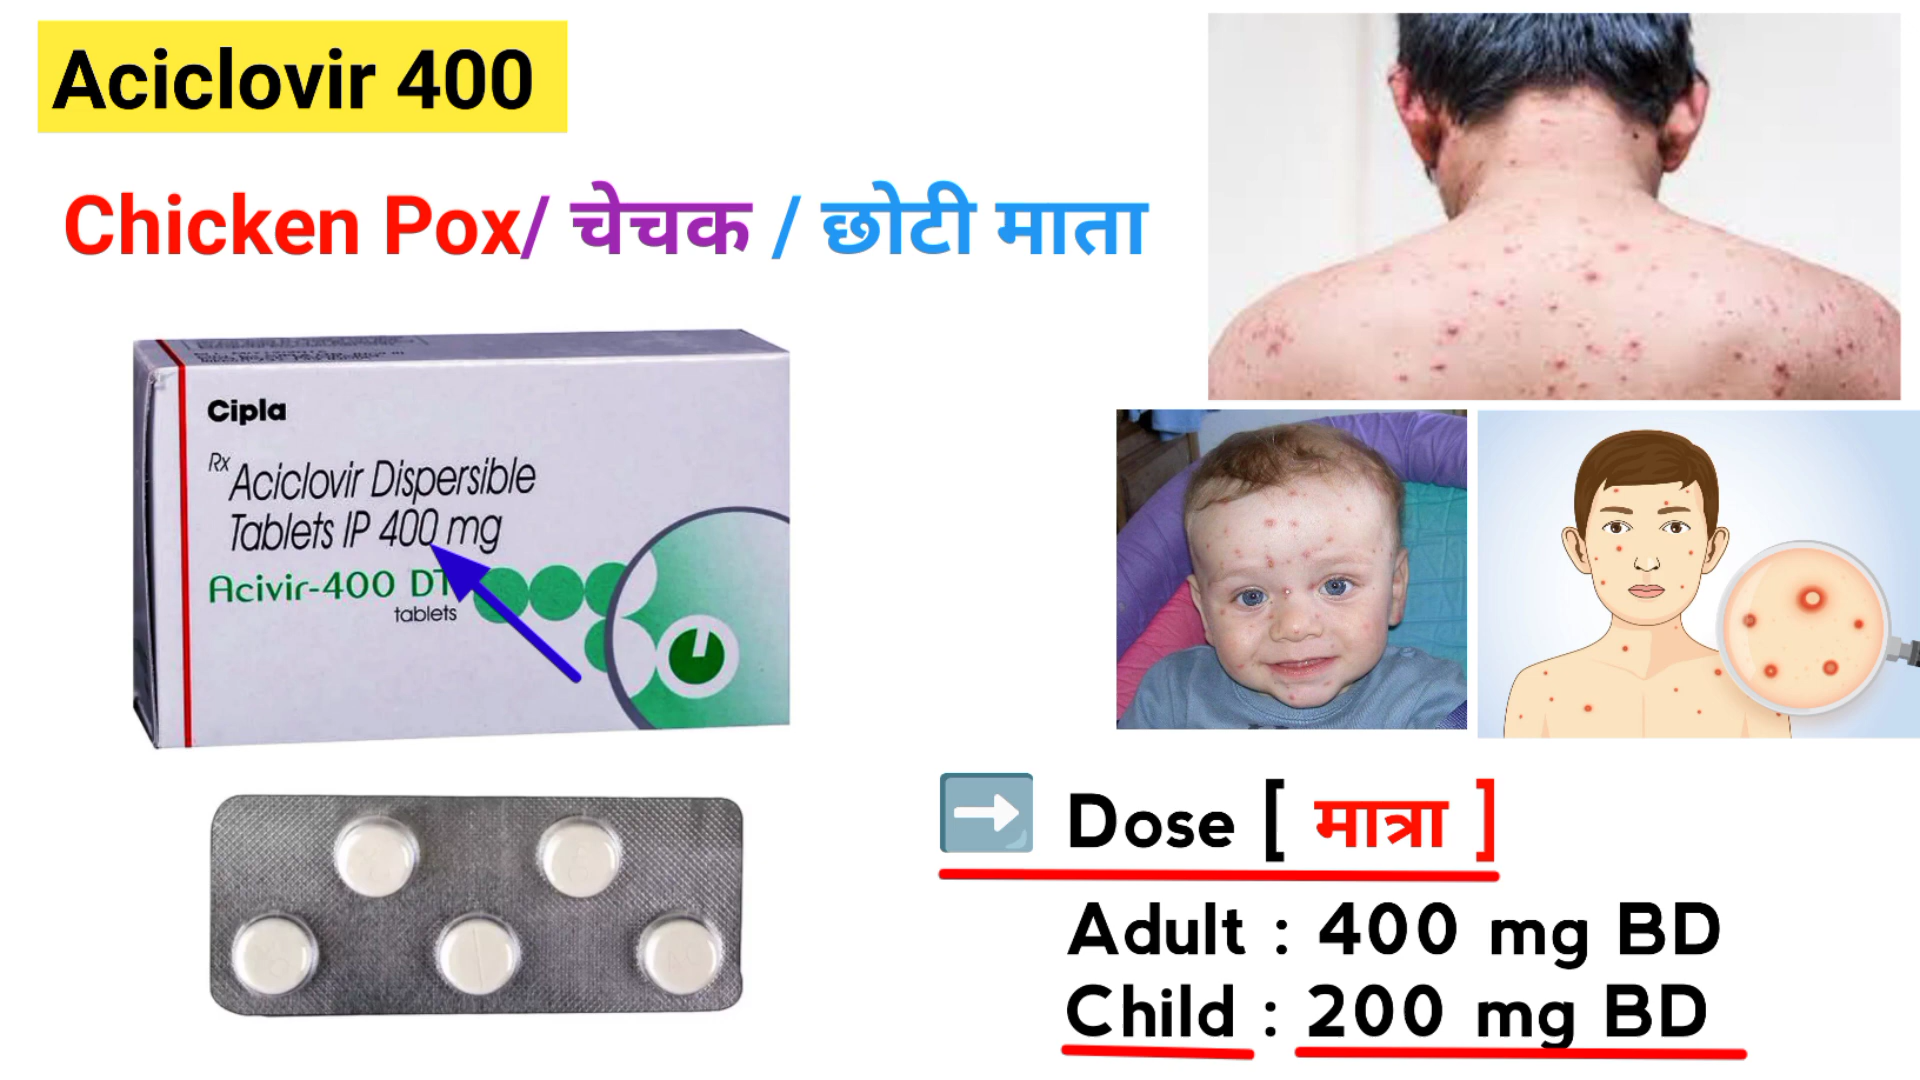 Aciclovir 400
Chicken Pox/ चेचक / छोटी माता
Cipla
Rx Aciclovir Dispersible
Tablets IP 400 mg
Acivir-400 DT
tablets
Dose [ मात्रा ]
Adult : 400 mg BD
Child : 200 mg BD